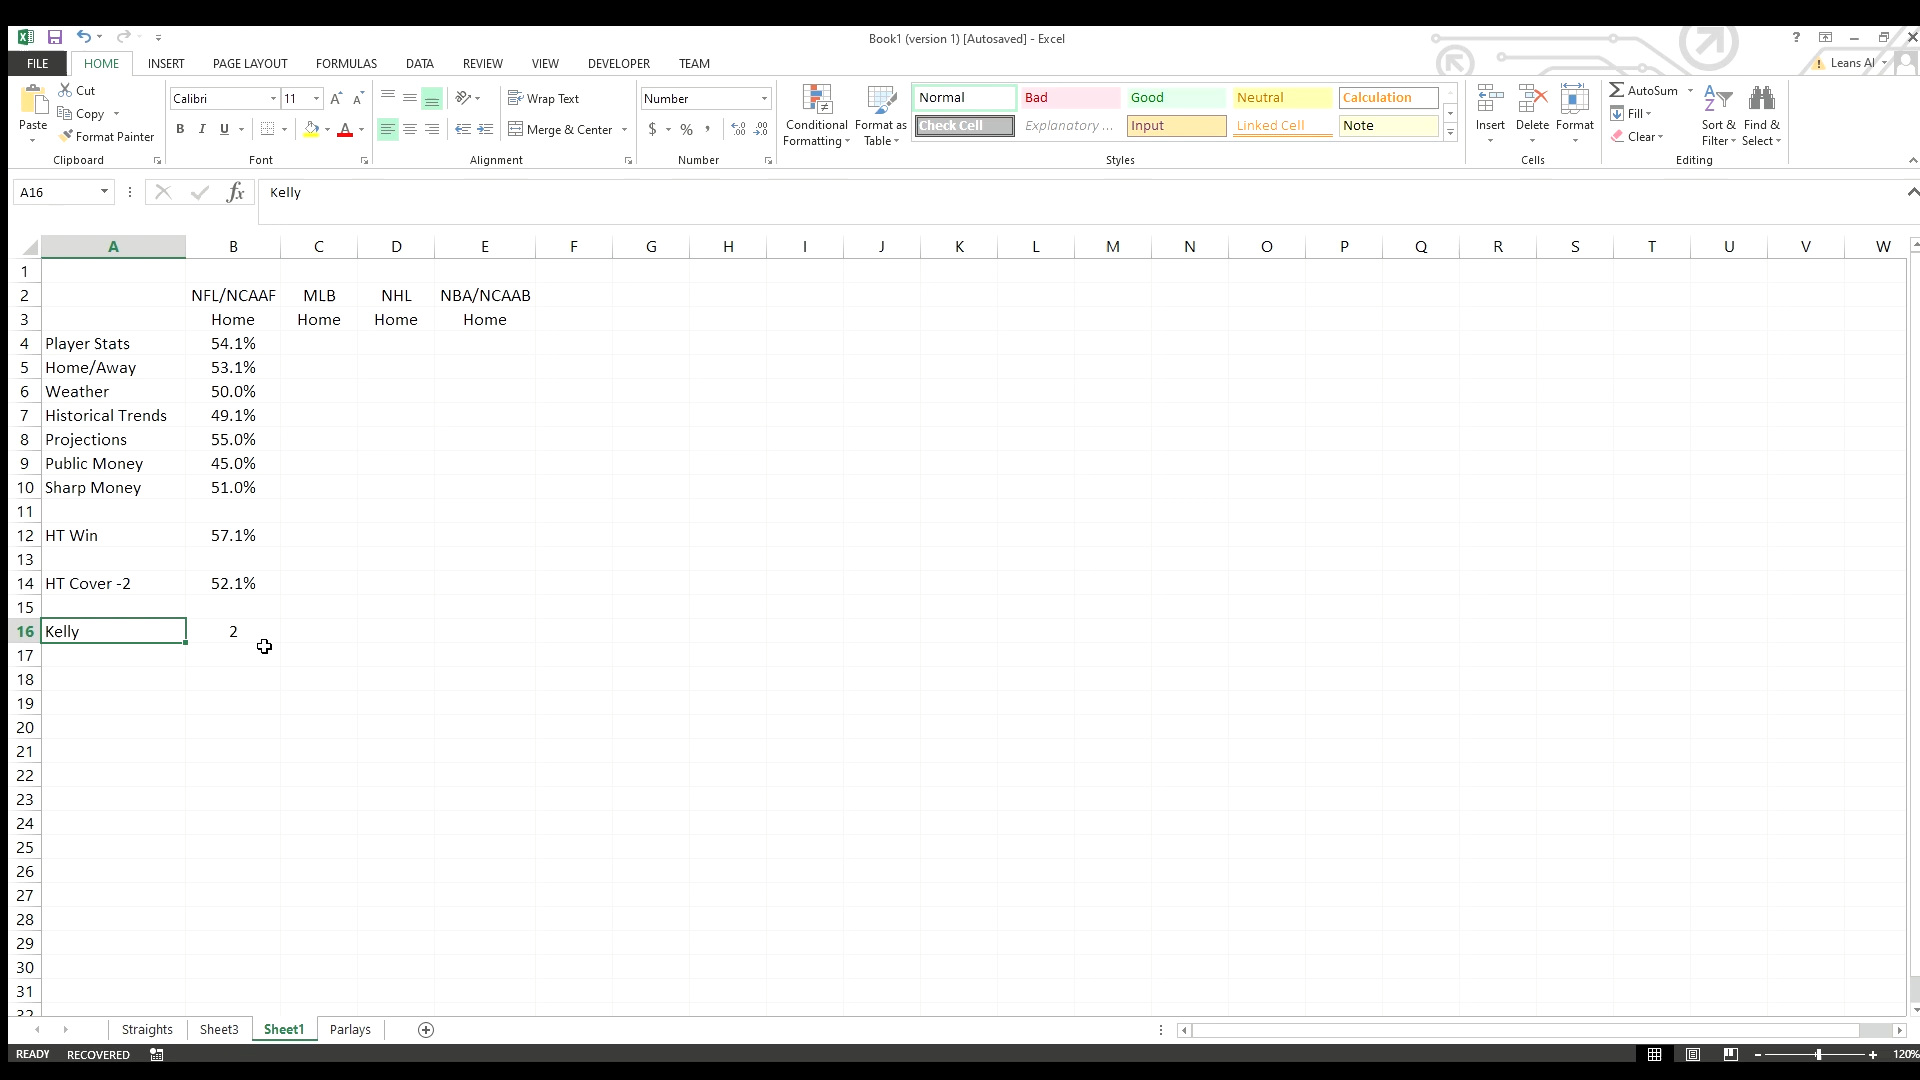 Book1 (version 1) [Autosaved] - Excel
?
FILE HOME INSERT PAGE LAYOUT FORMULAS DATA REVIEW VIEW DEVELOPER TEAM Leans AI
Paste Cut Copy Format Painter Clipboard
Calibri 11 B I U A Font
Wrap Text Merge & Center Alignment
Number $ % , Number
Conditional Formatting Format as Table
Normal Bad Good Neutral Calculation
Check Cell Explanatory ... Input Linked Cell Note
Styles
Insert Delete Format Cells
AutoSum Fill Clear Sort & Filter Find & Select Editing
A16 fx Kelly
A B C D E F G H I J K L M N O P Q R S T U V W
1
2 NFL/NCAAF MLB NHL NBA/NCAAB
3 Home Home Home Home
4 Player Stats 54.1%
5 Home/Away 53.1%
6 Weather 50.0%
7 Historical Trends 49.1%
8 Projections 55.0%
9 Public Money 45.0%
10 Sharp Money 51.0%
11
12 HT Win 57.1%
13
14 HT Cover -2 52.1%
15
16 Kelly 2
17
18
19
20
21
22
23
24
25
26
27
28
29
30
31
32
Straights Sheet3 Sheet1 Parlays
READY RECOVERED 120%